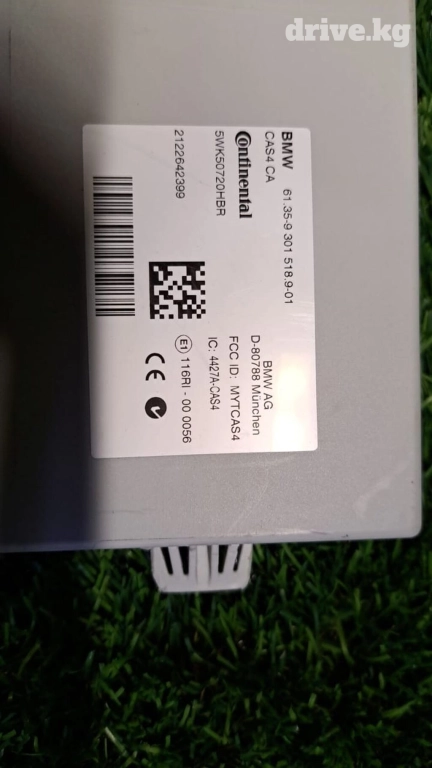 drive.kg
BMW 61.35-9 301 518.9-01
CAS4 CA
Continental
5WK50720HBR
2122642399
BMW AG
D-80788 München
FCC ID: MYTCAS4
IC: 4427A-CAS4
E1 116RI - 00 0056
CE